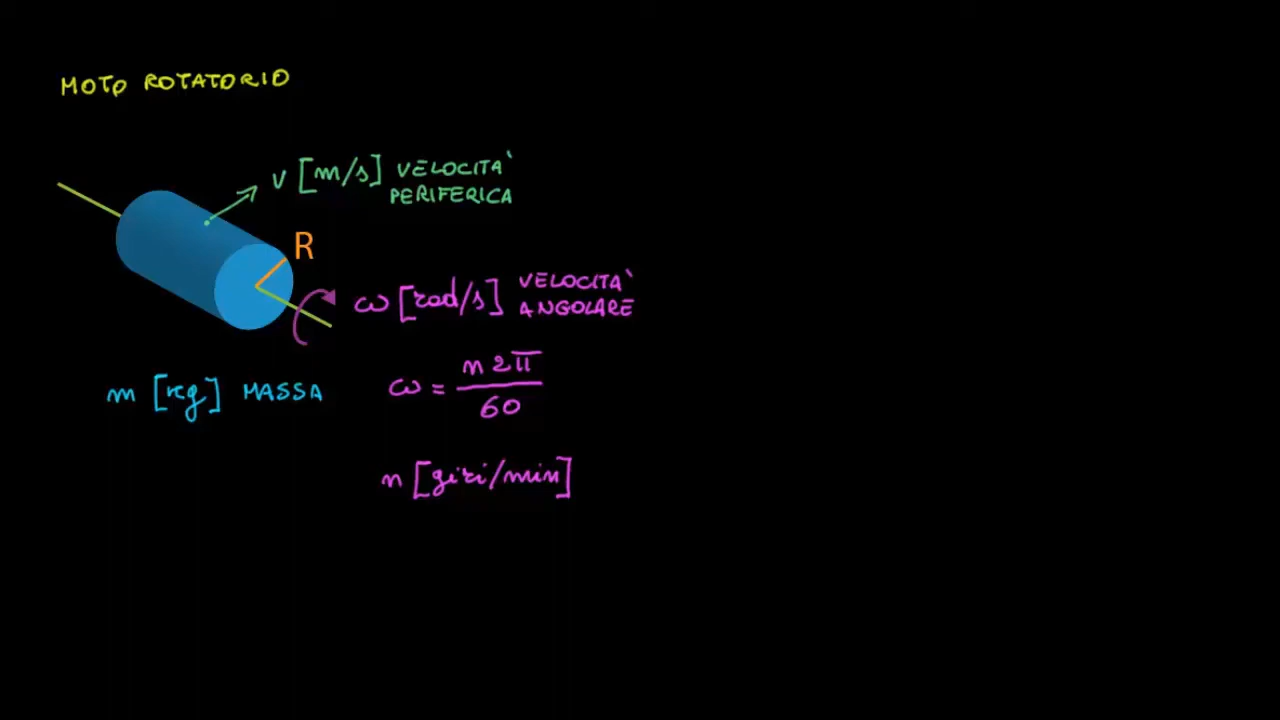 MOTO ROTATORIO
v [m/s] VELOCITÀ
PERIFERICA
R
ω [rad/s] VELOCITÀ
ANGOLARE
ω = n 2π / 60
m [kg] MASSA
n [giri/min]